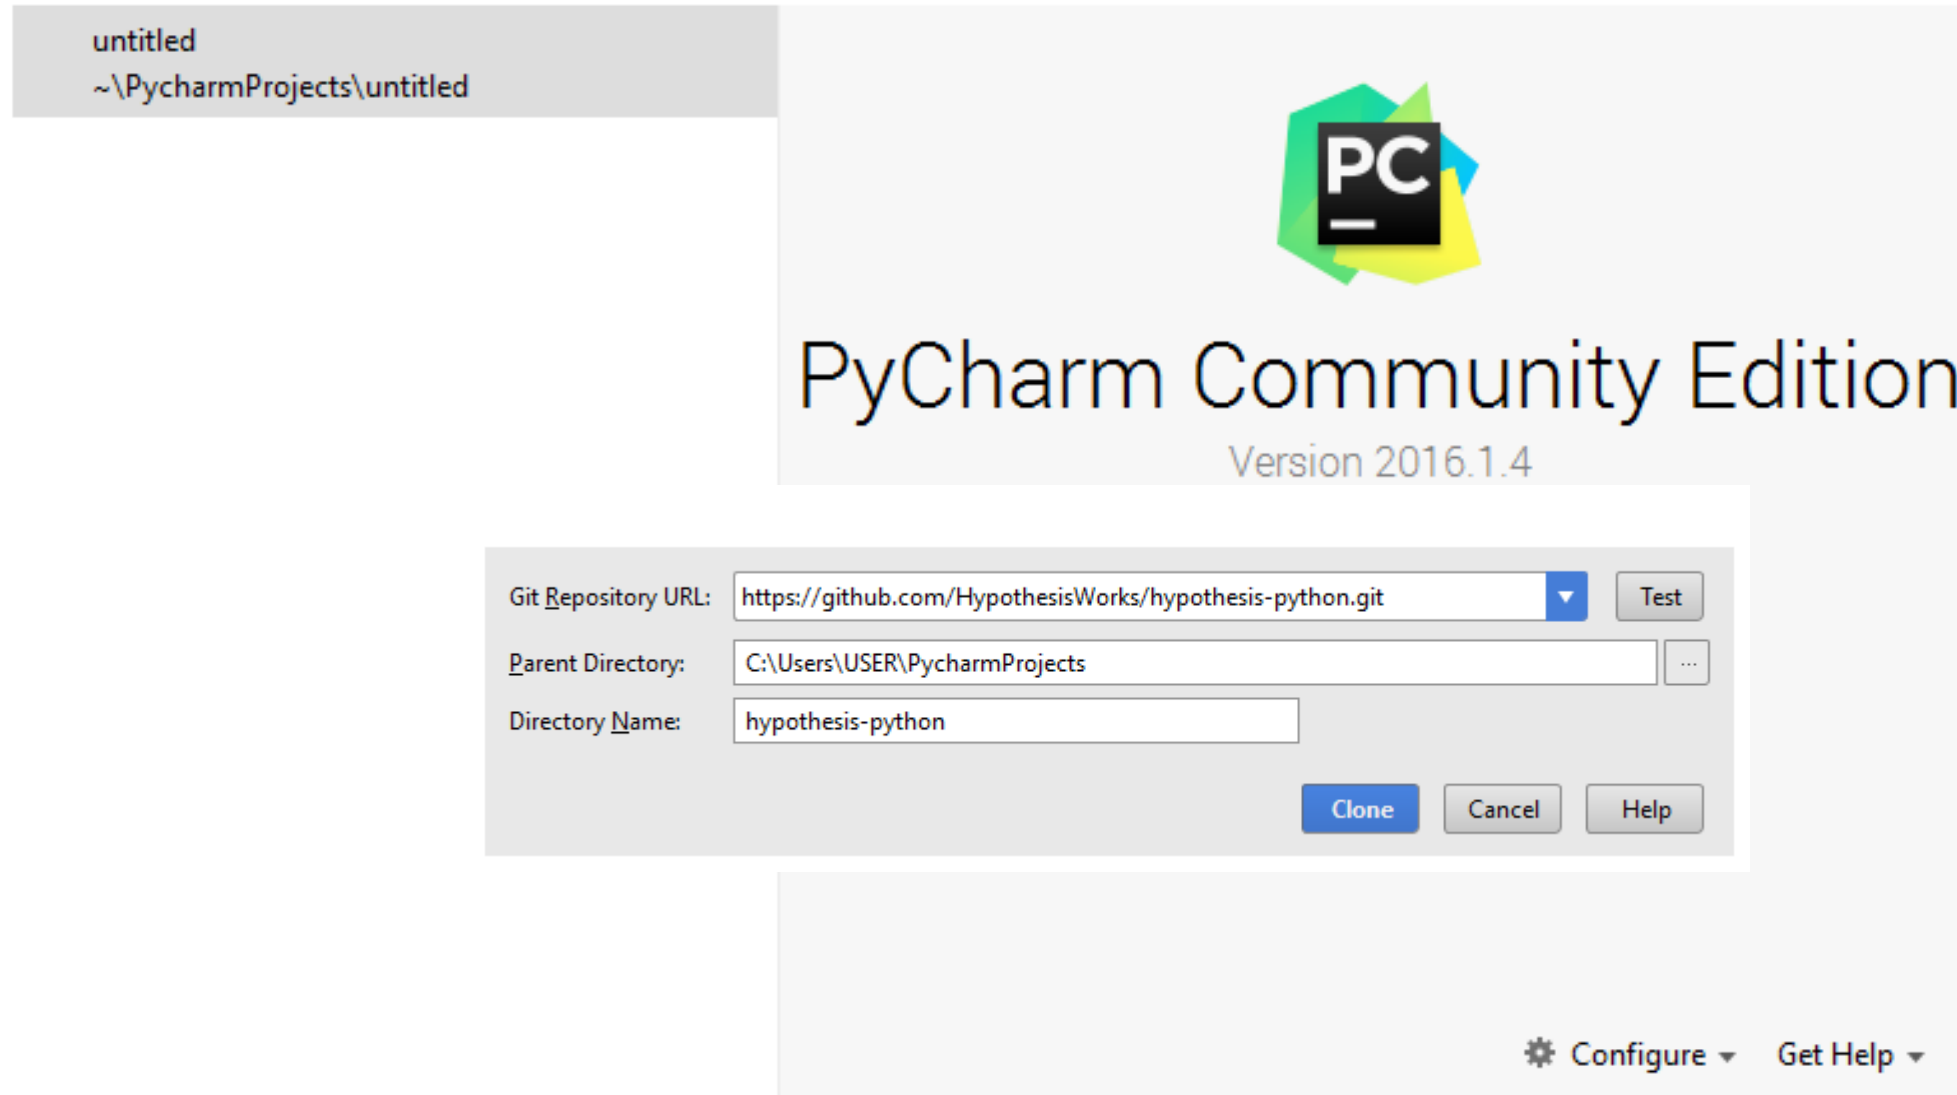 untitled
~\PycharmProjects\untitled
PC
PyCharm Community Edition
Version 2016.1.4
Git Repository URL: https://github.com/HypothesisWorks/hypothesis-python.git Test
Parent Directory: C:\Users\USER\PycharmProjects ...
Directory Name: hypothesis-python
Clone Cancel Help
Configure Get Help